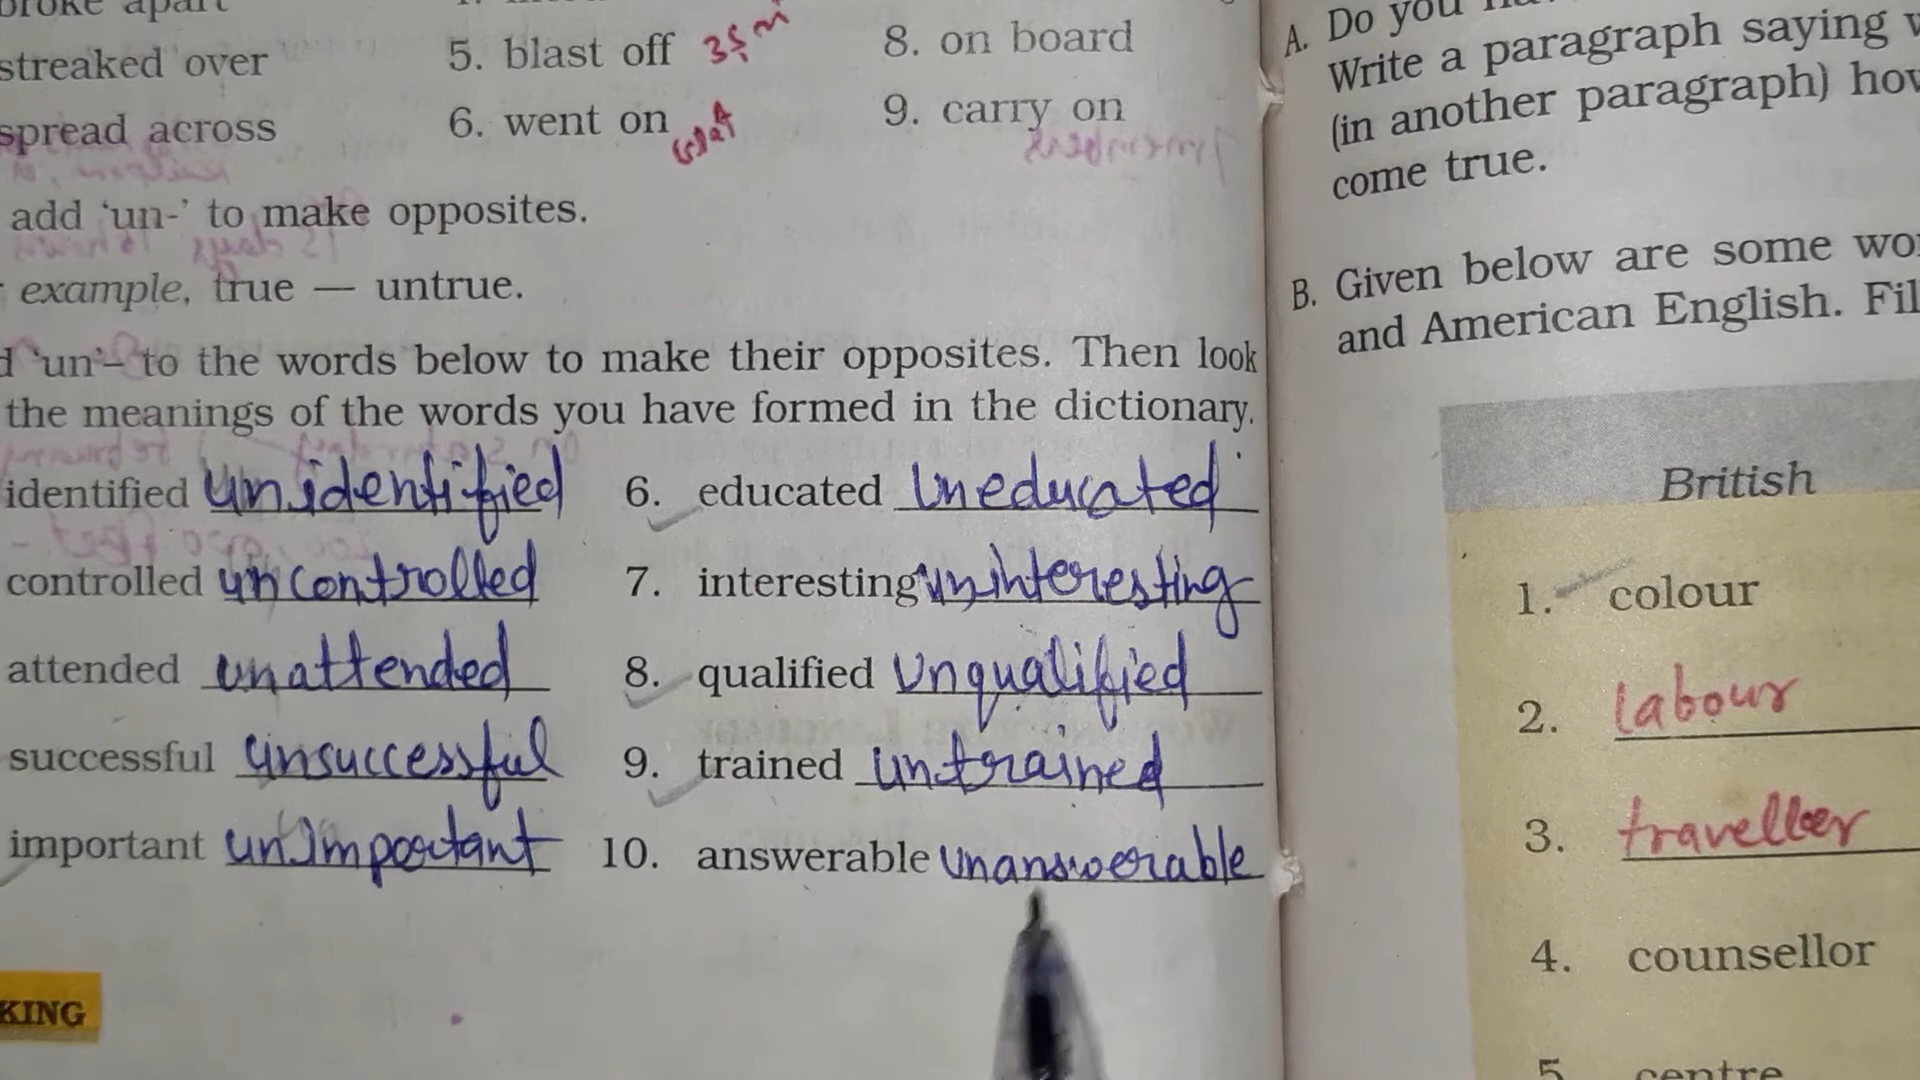 broke apart
streaked over 5. blast off 8. on board
spread across 6. went on 9. carry on
add ‘un-’ to make opposites.
example, true — untrue.
‘un’– to the words below to make their opposites. Then look
the meanings of the words you have formed in the dictionary.
identified unidentified 6. educated uneducated
controlled uncontrolled 7. interesting uninteresting
attended unattended 8. qualified unqualified
successful unsuccessful 9. trained untrained
important unimportant 10. answerable unanswerable
KING
A. Do you
Write a paragraph saying
(in another paragraph)
come true.
B. Given below are some
and American English.
British
1. colour
2. labour
3. traveller
4. counsellor
5. centre